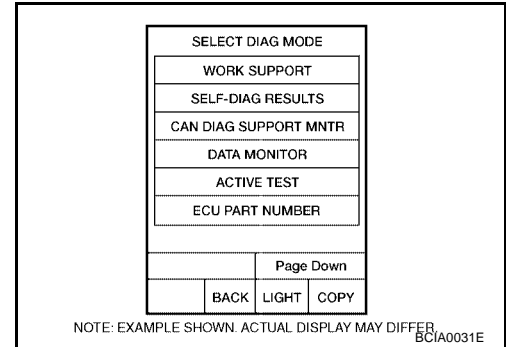 SELECT DIAG MODE
WORK SUPPORT
SELF-DIAG RESULTS
CAN DIAG SUPPORT MNTR
DATA MONITOR
ACTIVE TEST
ECU PART NUMBER
Page Down
BACK LIGHT COPY
NOTE: EXAMPLE SHOWN. ACTUAL DISPLAY MAY DIFFER.
BCIA0031E